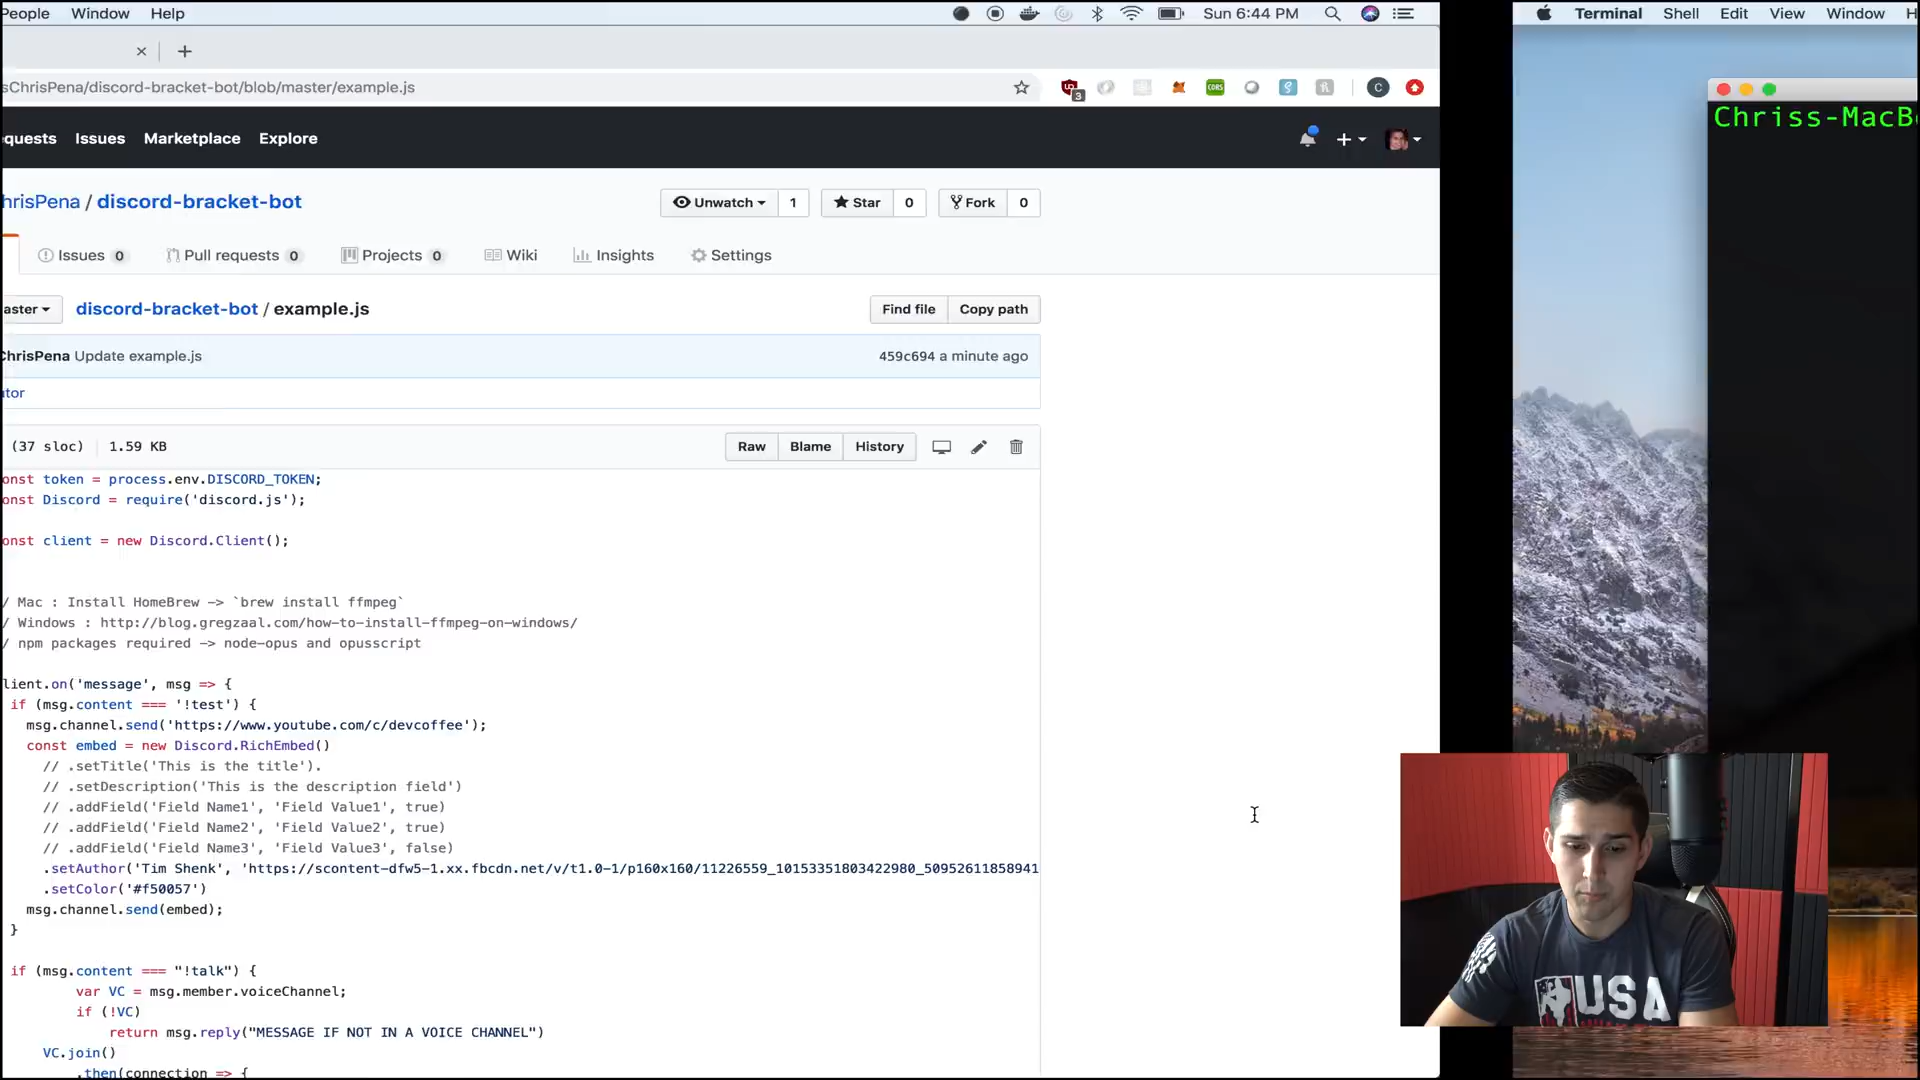 People Window Help Sun 6:44 PM
Terminal Shell Edit View Window H
sChrisPena/discord-bracket-bot/blob/master/example.js
3
C
Chriss-MacB
quests Issues Marketplace Explore
hrisPena / discord-bracket-bot
Unwatch 1 Star 0 Fork 0
Issues 0 Pull requests 0 Projects 0 Wiki Insights Settings
aster discord-bracket-bot / example.js Find file Copy path
ChrisPena Update example.js 459c694 a minute ago
tor
(37 sloc) 1.59 KB Raw Blame History
onst token = process.env.DISCORD_TOKEN;
onst Discord = require('discord.js');
onst client = new Discord.Client();
/ Mac : Install HomeBrew -> `brew install ffmpeg`
/ Windows : http://blog.gregzaal.com/how-to-install-ffmpeg-on-windows/
/ npm packages required -> node-opus and opusscript
lient.on('message', msg => {
if (msg.content === '!test') {
msg.channel.send('https://www.youtube.com/c/devcoffee');
const embed = new Discord.RichEmbed()
// .setTitle('This is the title').
// .setDescription('This is the description field')
// .addField('Field Name1', 'Field Value1', true)
// .addField('Field Name2', 'Field Value2', true)
// .addField('Field Name3', 'Field Value3', false)
.setAuthor('Tim Shenk', 'https://scontent-dfw5-1.xx.fbcdn.net/v/t1.0-1/p160x160/11226559_10153351803422980_50952611858941
.setColor('#f50057')
msg.channel.send(embed);
}
if (msg.content === "!talk") {
var VC = msg.member.voiceChannel;
if (!VC)
return msg.reply("MESSAGE IF NOT IN A VOICE CHANNEL")
VC.join()
.then(connection => {
USA